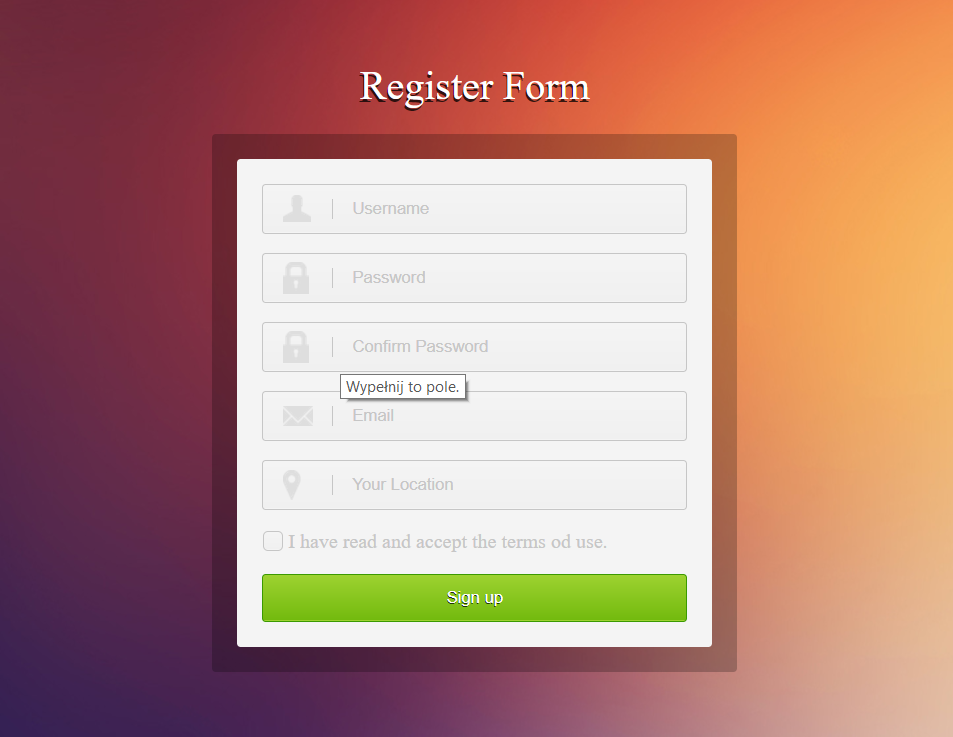 Register Form
Username
Password
Confirm Password
Wypełnij to pole.
Email
Your Location
I have read and accept the terms od use.
Sign up